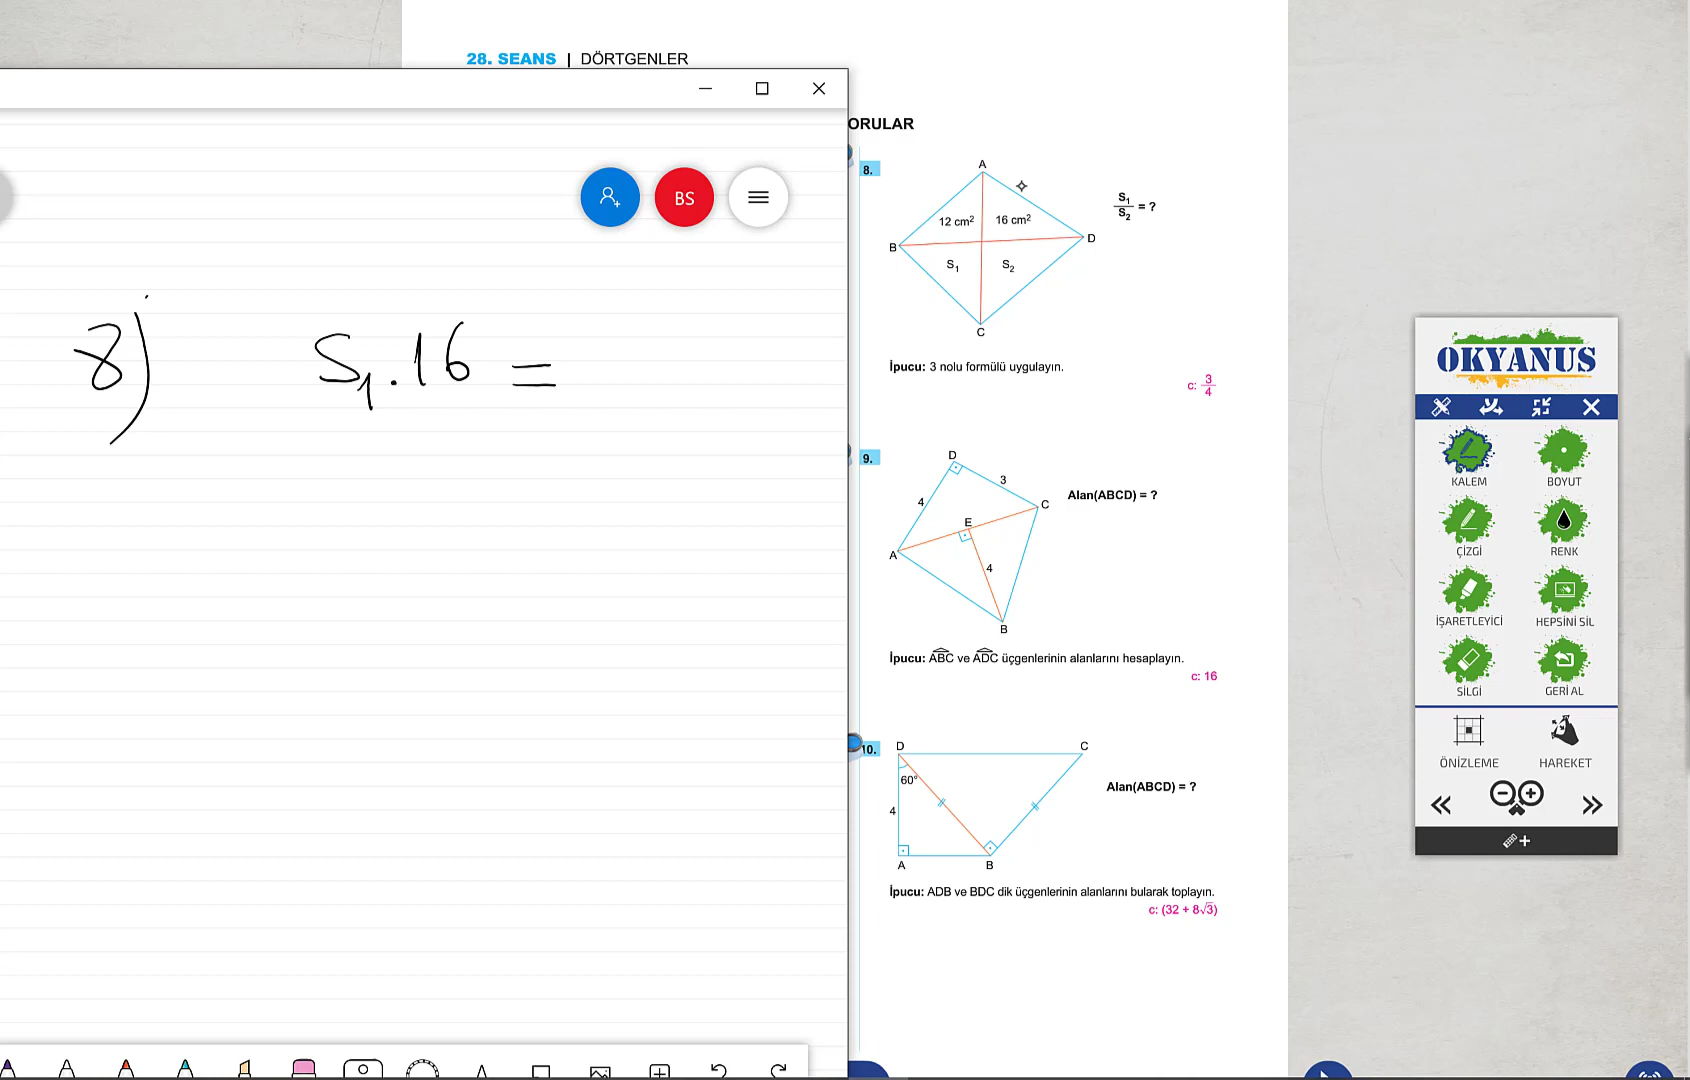 28. SEANS | DÖRTGENLER
BS
8) S₁.16 =
ORULAR
8.
A
12 cm²
16 cm²
B
D
S₁
S₂
C
S₁/S₂ = ?
İpucu: 3 nolu formülü uygulayın.
c: 3/4
9.
D
3
4
C
E
A
4
B
Alan(ABCD) = ?
İpucu: ABC ve ADC üçgenlerinin alanlarını hesaplayın.
c: 16
10.
D
C
60°
4
A
B
Alan(ABCD) = ?
İpucu: ADB ve BDC dik üçgenlerinin alanlarını bularak toplayın.
c: (32 + 8√3)
OKYANUS
KALEM
BOYUT
ÇİZGİ
RENK
İŞARETLEYİCİ
HEPSİNİ SİL
SİLGİ
GERİ AL
ÖNİZLEME
HAREKET